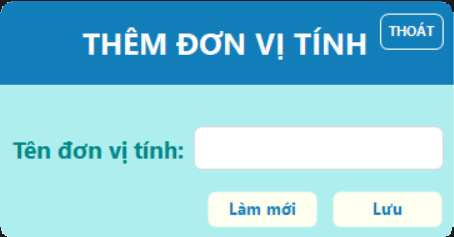 THÊM ĐƠN VỊ TÍNH
THOÁT
Tên đơn vị tính:
Làm mới
Lưu